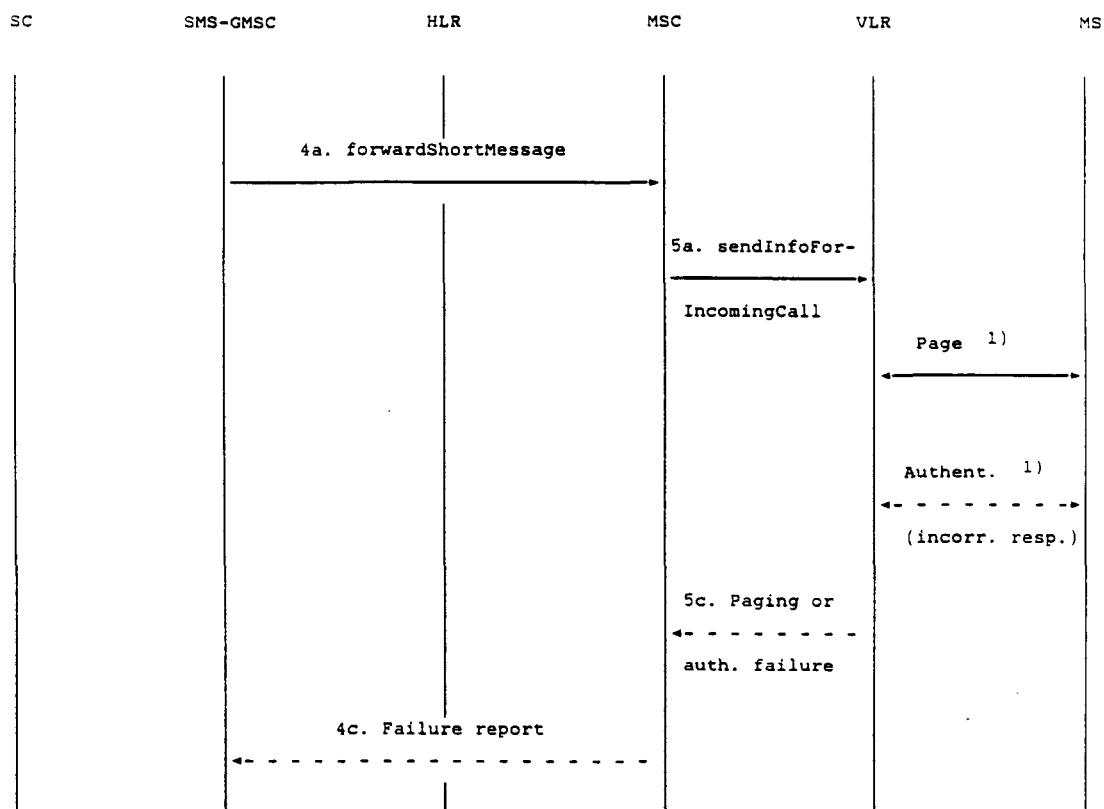 SC SMS-GMSC HLR MSC VLR MS
4a. forwardShortMessage
5a. sendInfoFor-
IncomingCall
Page 1)
Authent. 1)
(incorr. resp.)
5c. Paging or
auth. failure
4c. Failure report